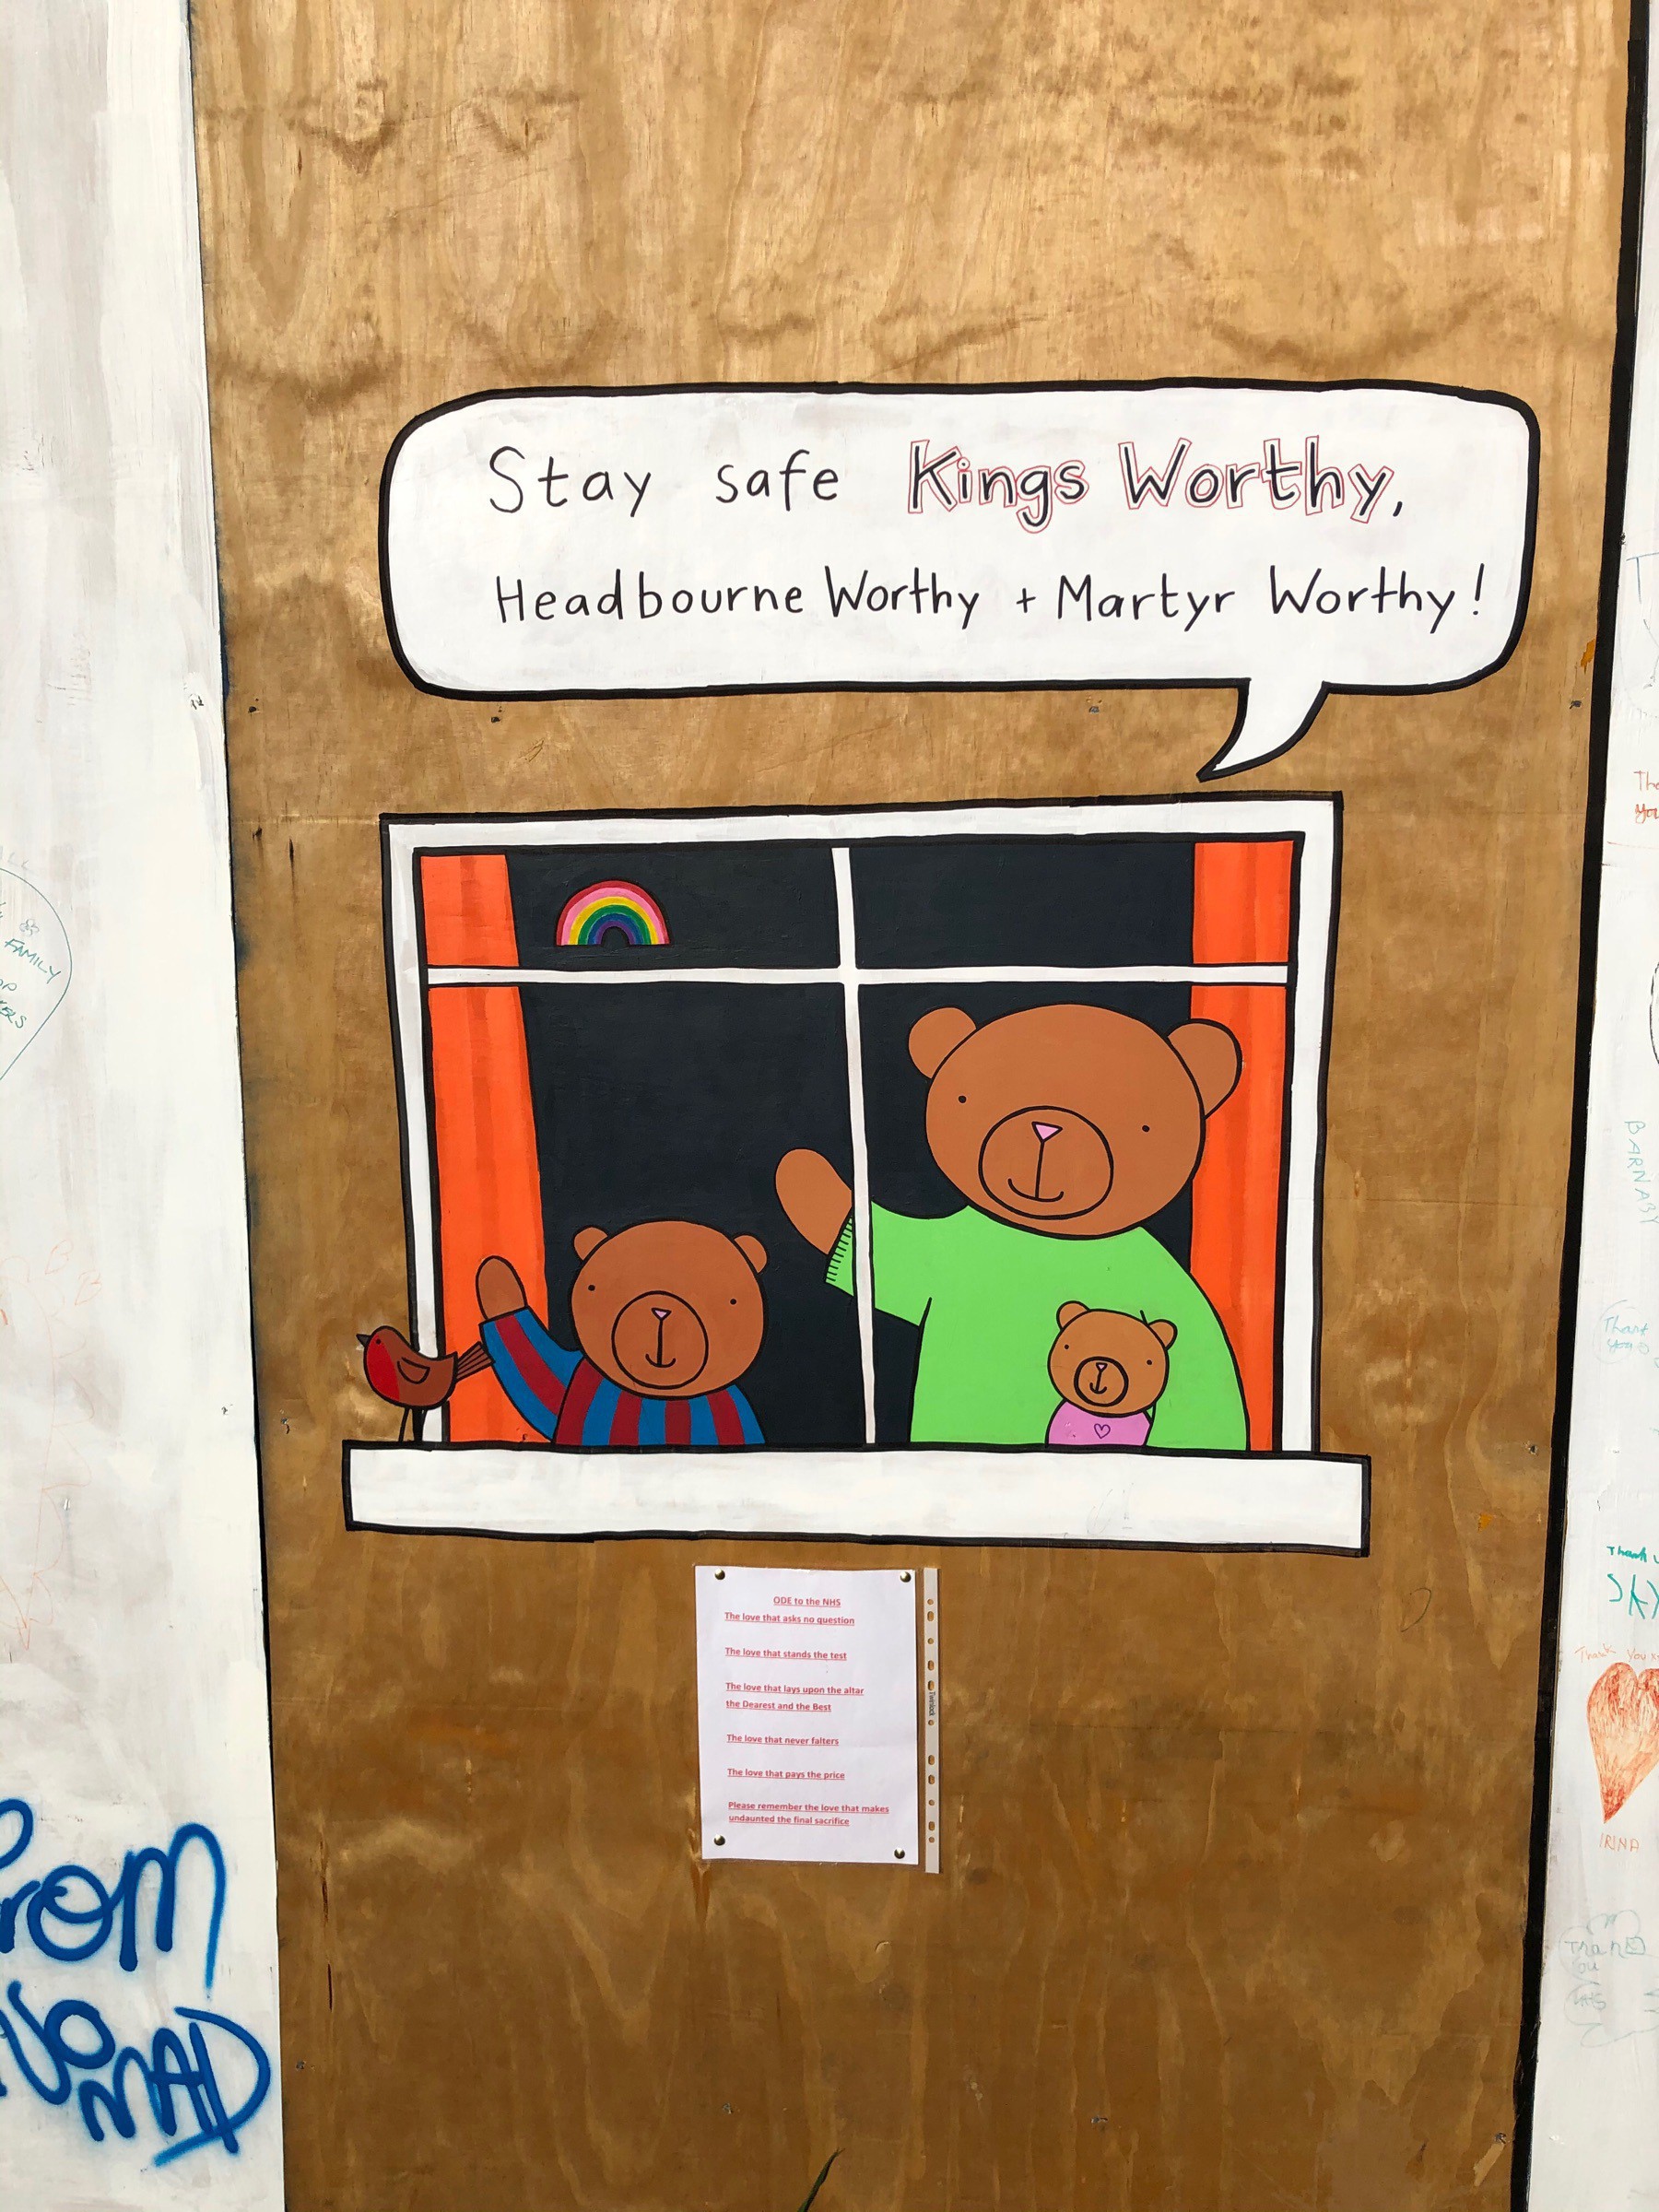 Stay safe Kings Worthy,
Headbourne Worthy + Martyr Worthy!
FAMILY
The
You
BARNABY
Thank
you
ODE to the NHS
The love that asks no question
The love that stands the test
The love that lays upon the altar
the Dearest and the Best
The love that never falters
The love that pays the price
Please remember the love that makes
undaunted the final sacrifice
Twinlock
Thank
SKY
Thank you
IRINA
From
NOMAD